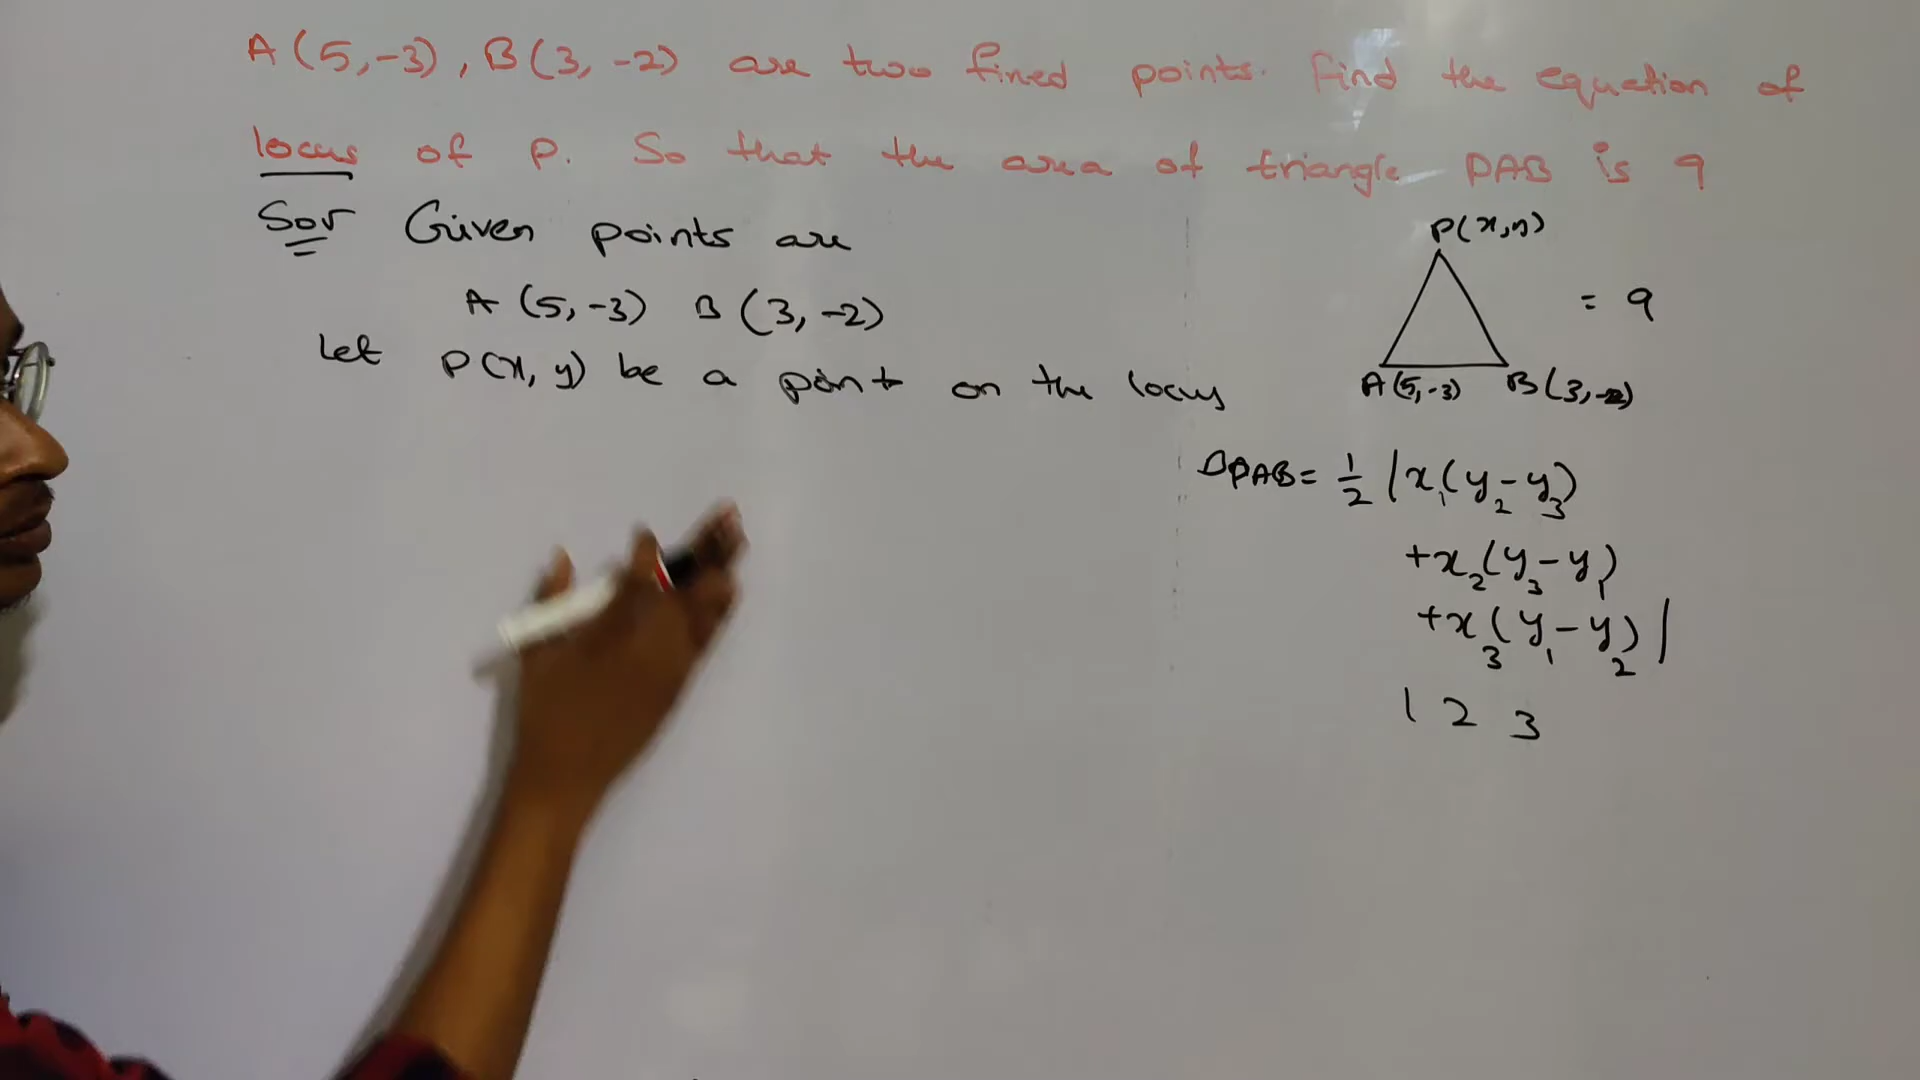 A (5,-3), B (3, -2) are two fixed points. Find the equation of
locus of P. So that the area of triangle PAB is 9
Sol Given points are
A (5, -3) B (3, -2)
Let P(x, y) be a point on the locus
P(x,y)
= 9
A(5,-3) B(3,-2)
ΔPAB = 1/2 |x₁(y₂-y₃)
+x₂(y₃-y₁)
+x₃(y₁-y₂)|
1 2 3